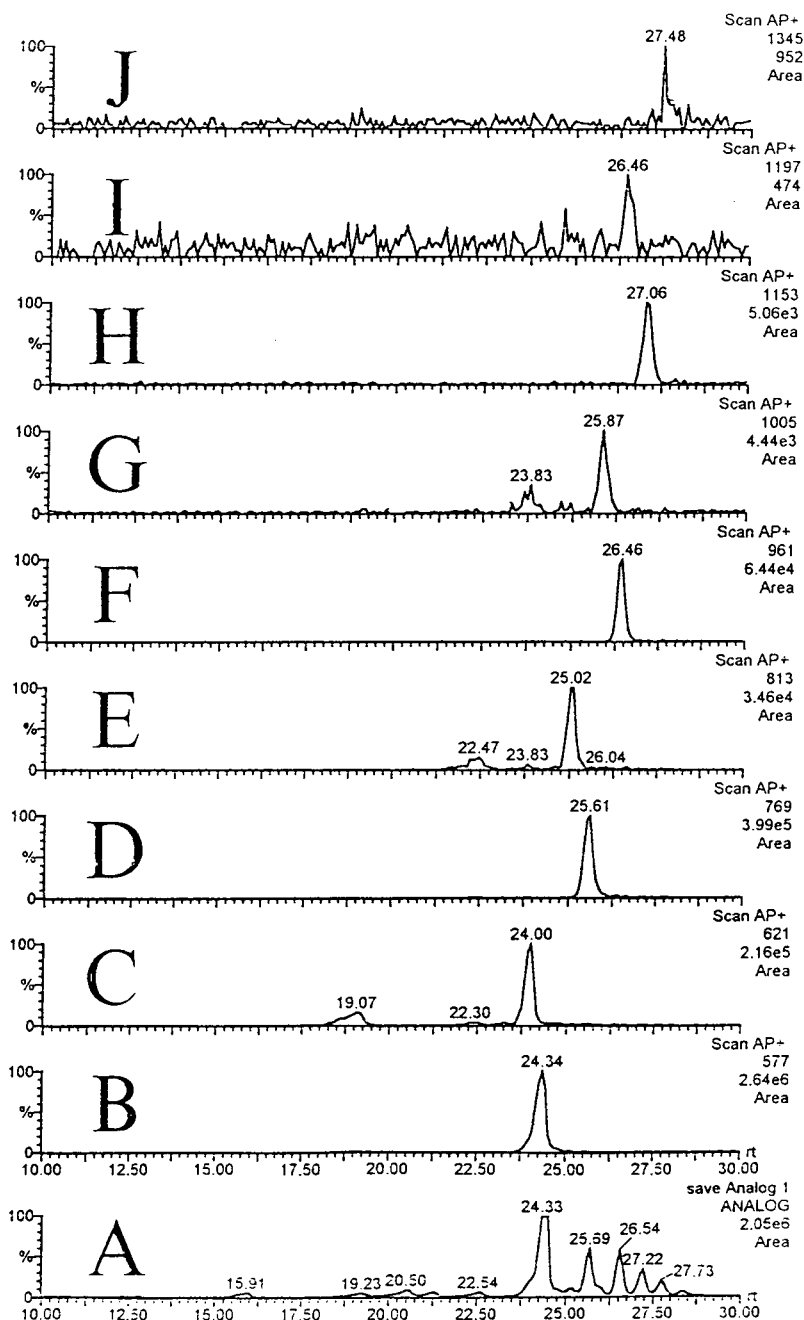 Scan AP+
1345
952
Area
27.48
100
%
0
J
Scan AP+
1197
474
Area
26.46
100
%
0
I
Scan AP+
1153
5.06e3
Area
27.06
100
%
0
H
Scan AP+
1005
4.44e3
Area
25.87
23.83
100
%
0
G
Scan AP+
961
6.44e4
Area
26.46
100
%
0
F
Scan AP+
813
3.46e4
Area
25.02
22.47 23.83 26.04
100
%
0
E
Scan AP+
769
3.99e5
Area
25.61
100
%
0
D
Scan AP+
621
2.16e5
Area
24.00
19.07 22.30
100
%
0
C
Scan AP+
577
2.64e6
Area
24.34
100
%
0
B
rt
10.00 12.50 15.00 17.50 20.00 22.50 25.00 27.50 30.00
save Analog 1
ANALOG
2.05e6
Area
24.33
25.69 26.54
27.22 27.73
15.91 19.23 20.50 22.54
100
%
0
A
rt
10.00 12.50 15.00 17.50 20.00 22.50 25.00 27.50 30.00